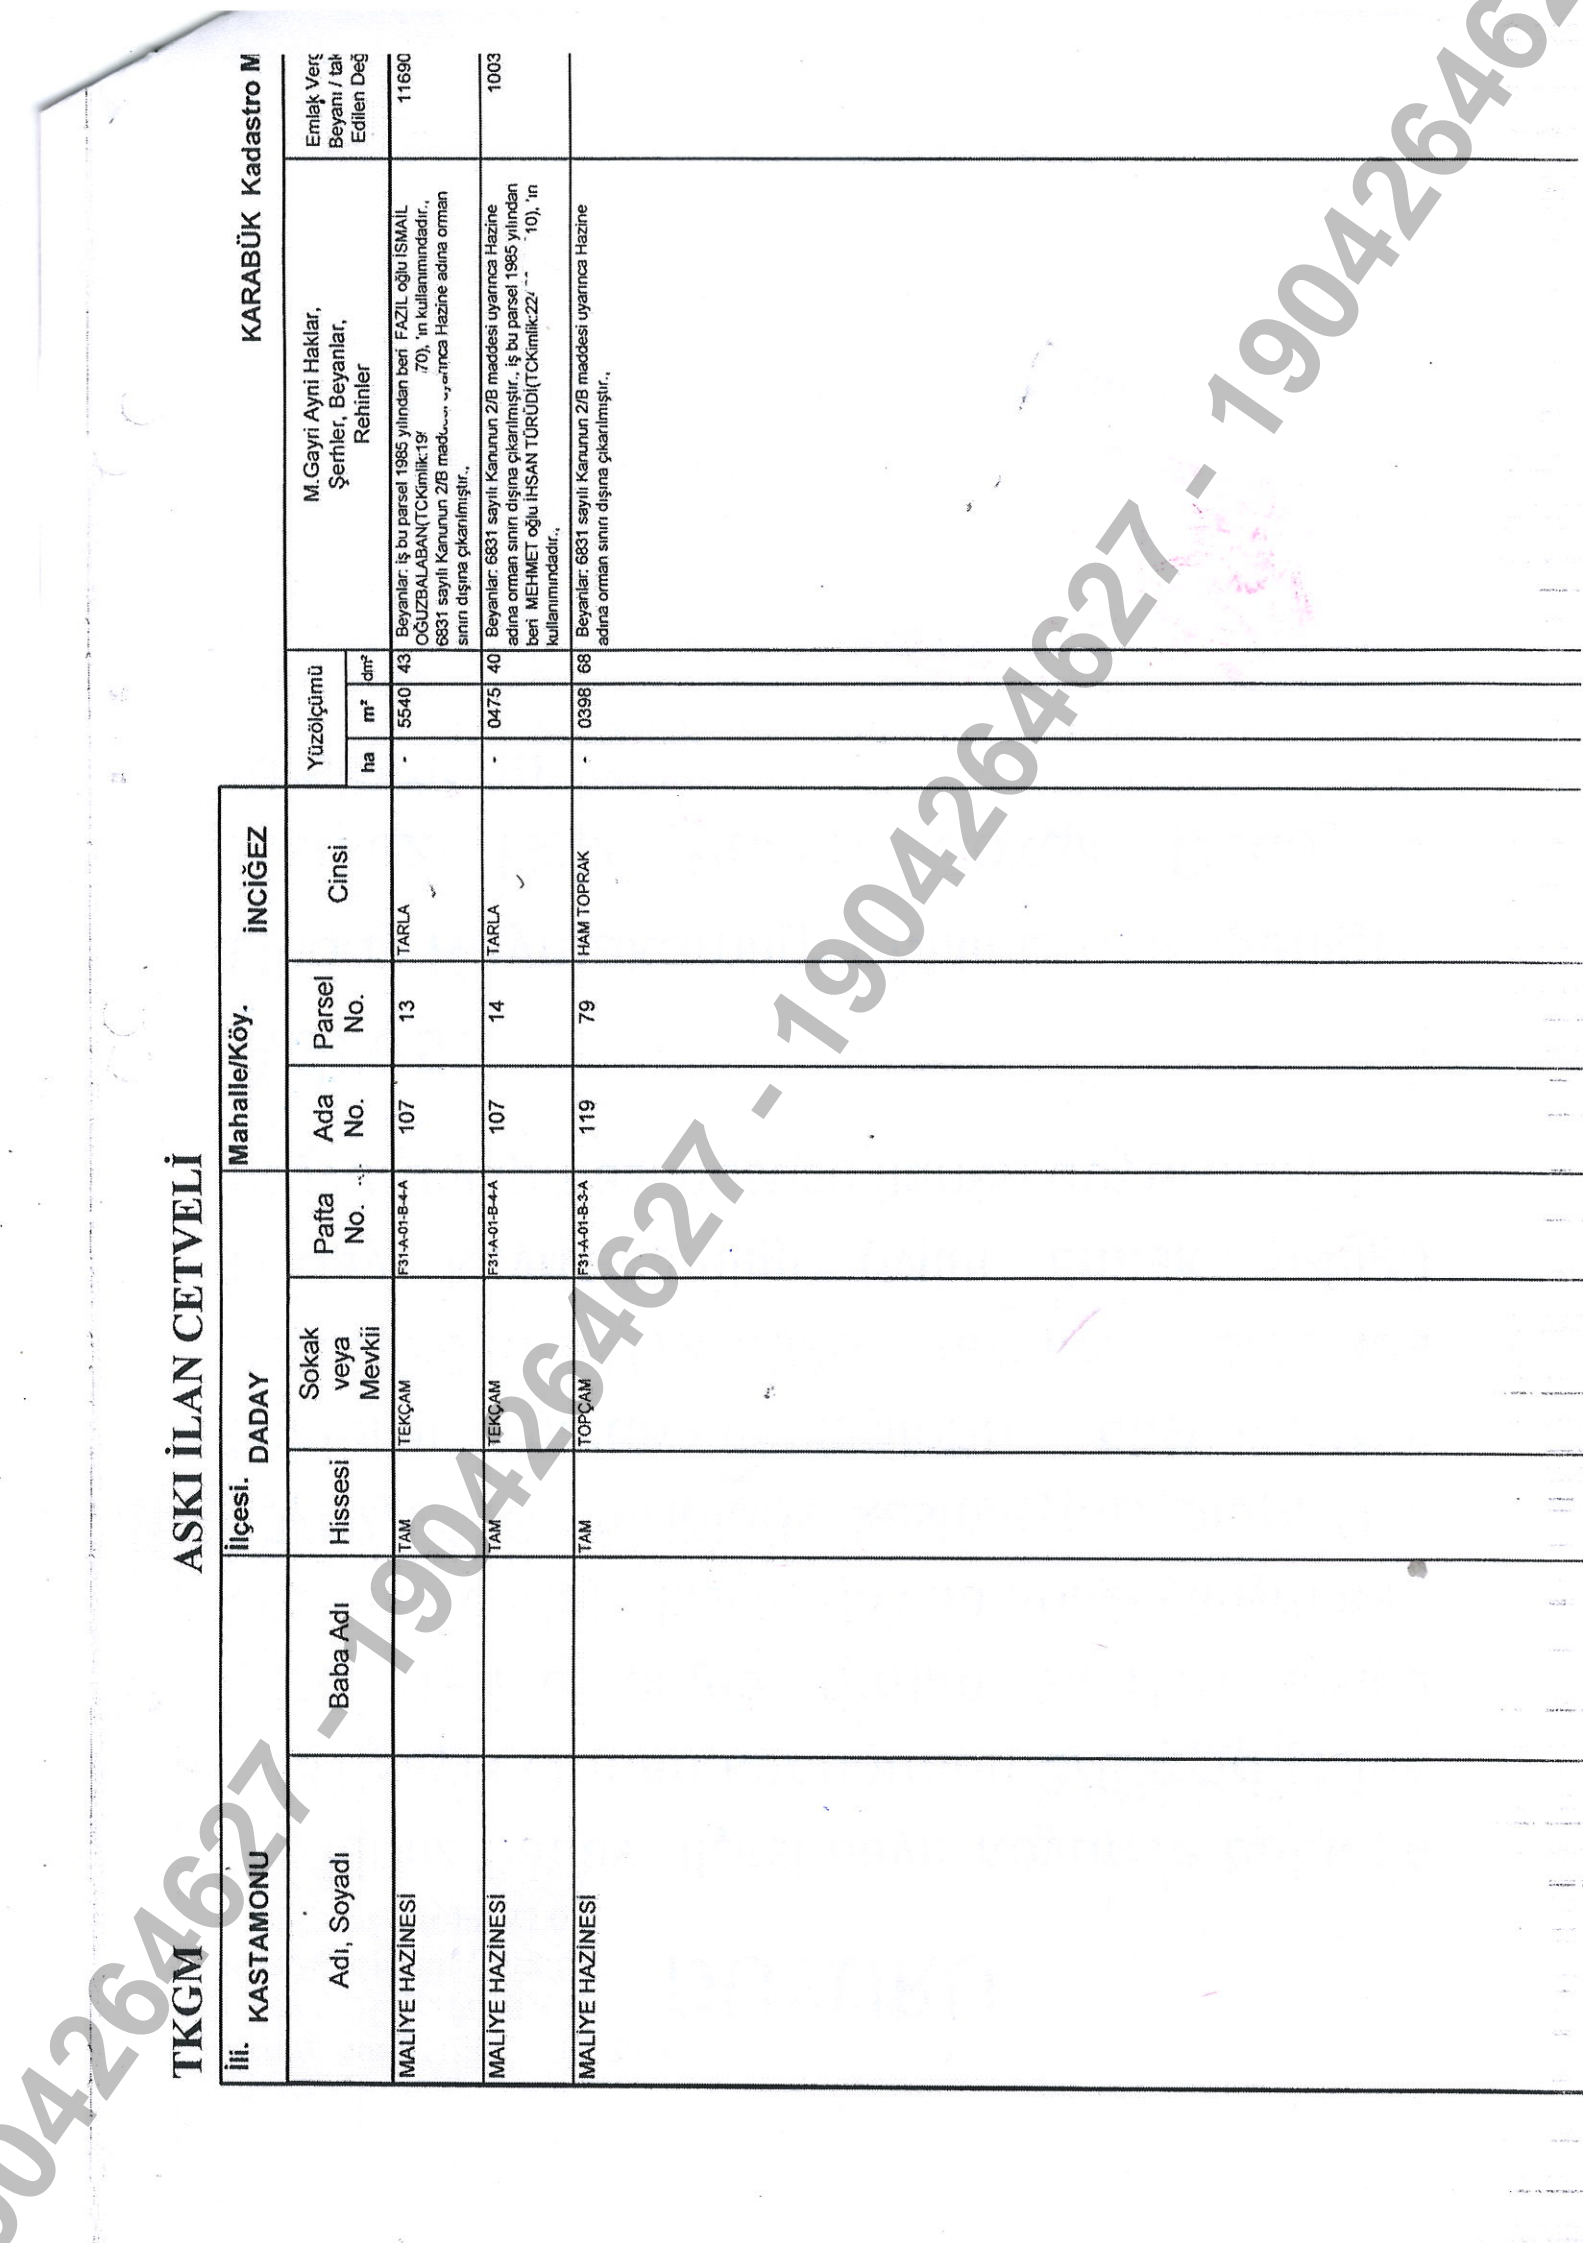 TKGM ASKI İLAN CETVELİ
KARABÜK Kadastro M
İli. KASTAMONU İlçesi. DADAY Mahalle/Köy. İNCİĞEZ
Adı, Soyadı
Baba Adı
Hissesi
Sokak
veya
Mevkii
Pafta
No.
Ada
No.
Parsel
No.
Cinsi
Yüzölçümü
ha m² dm²
M.Gayri Ayni Haklar,
Şerhler, Beyanlar,
Rehinler
Emlak Verg
Beyanı / tak
Edilen Değ
MALİYE HAZİNESİ TAM TEKÇAM F31-A-01-B-4-A 107 13 TARLA - 5540 43
Beyanlar: iş bu parsel 1985 yılından beri FAZIL oğlu İSMAİL
OĞUZBALABAN(TCKimlik:19 70), 'ın kullanımındadır.,
6831 sayılı Kanunun 2/B uyarınca Hazine adına orman
sınırı dışına çıkarılmıştır.,
11690
MALİYE HAZİNESİ TAM TEKÇAM F31-A-01-B-4-A 107 14 TARLA - 0475 40
Beyanlar: 6831 sayılı Kanunun 2/B maddesi uyarınca Hazine
adına orman sınırı dışına çıkarılmıştır., iş bu parsel 1985 yılından
beri MEHMET oğlu İHSAN TÜRÜDİ(TCKimlik:22 10), 'ın
kullanımındadır.,
1003
MALİYE HAZİNESİ TAM TOPÇAM F31-A-01-B-3-A 119 79 HAM TOPRAK - 0398 68
Beyanlar: 6831 sayılı Kanunun 2/B maddesi uyarınca Hazine
adına orman sınırı dışına çıkarılmıştır.,
1904264627 - 1904264627 - 1904264627 - 1904264627